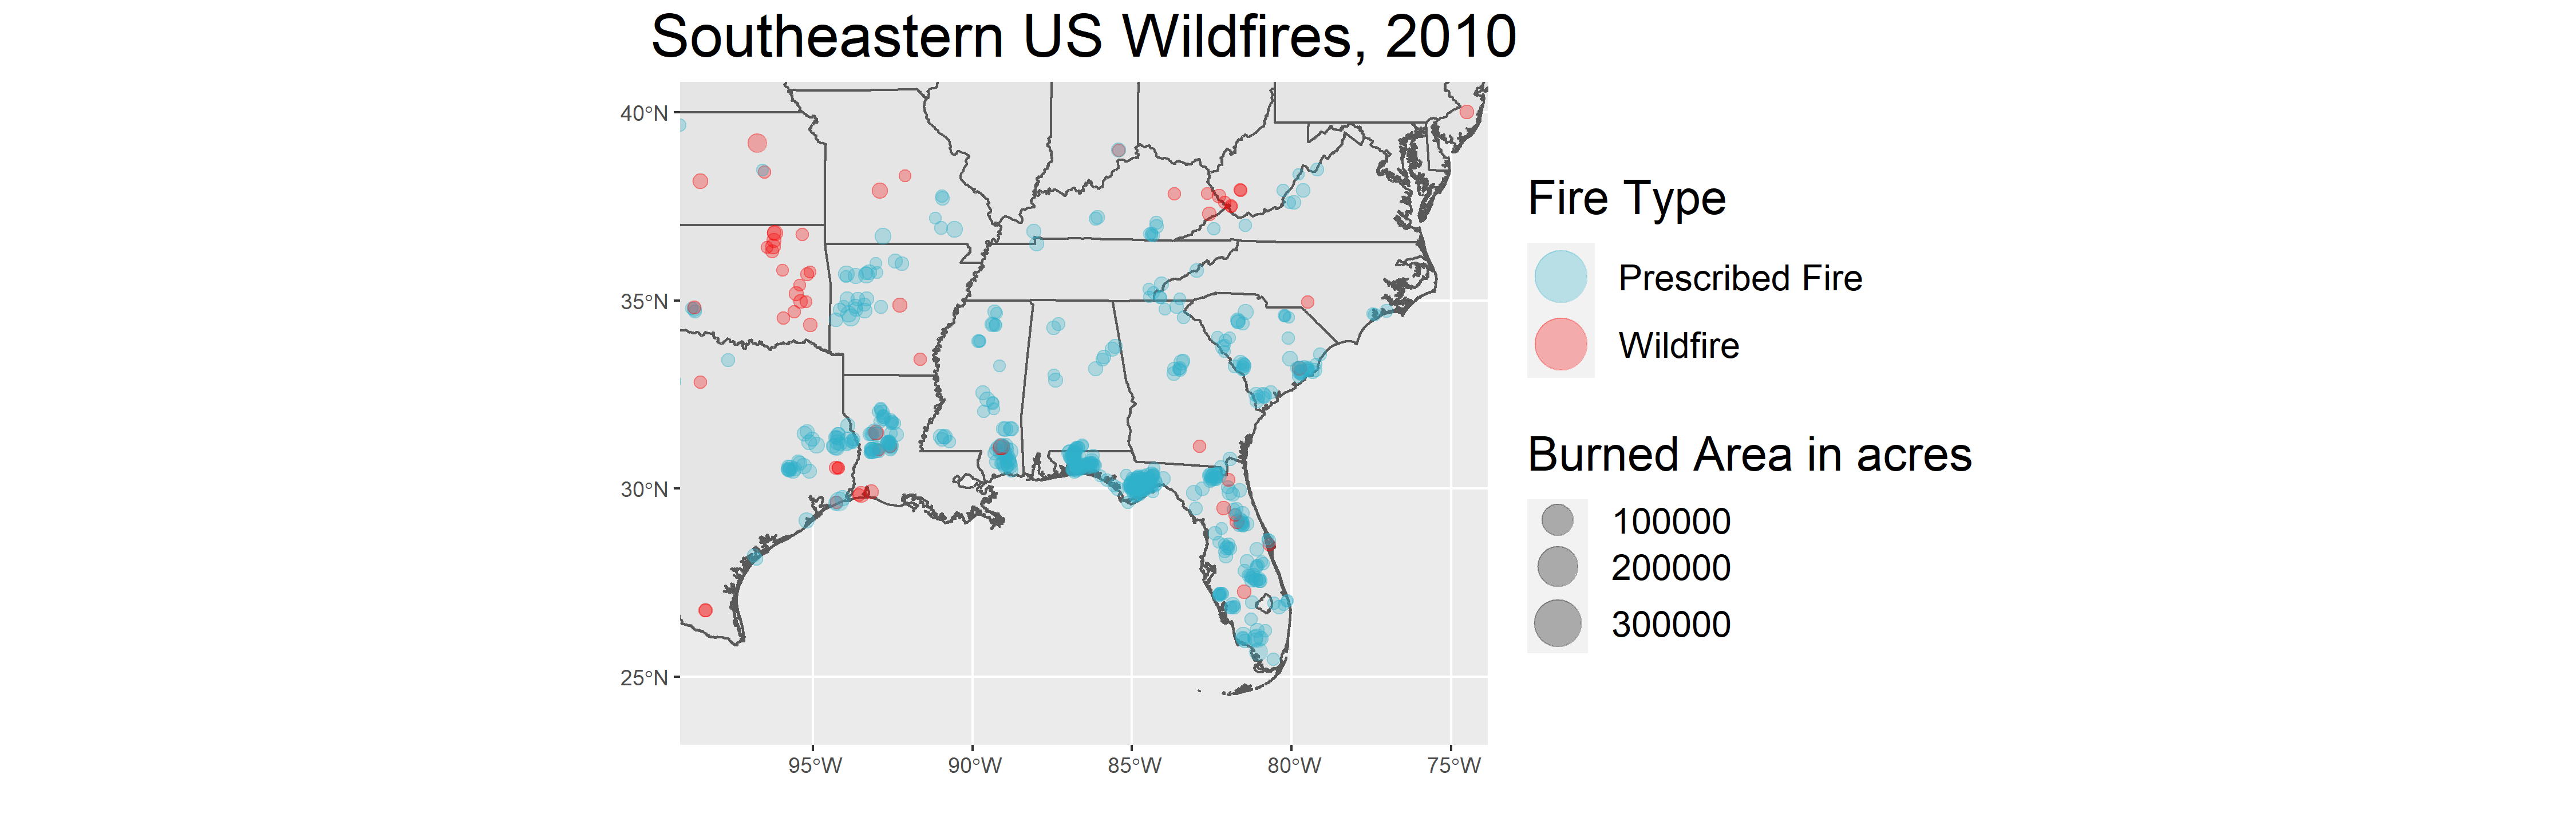 Southeastern US Wildfires, 2010
40°N
35°N
30°N
25°N
95°W
90°W
85°W
80°W
75°W
Fire Type
Prescribed Fire
Wildfire
Burned Area in acres
100000
200000
300000